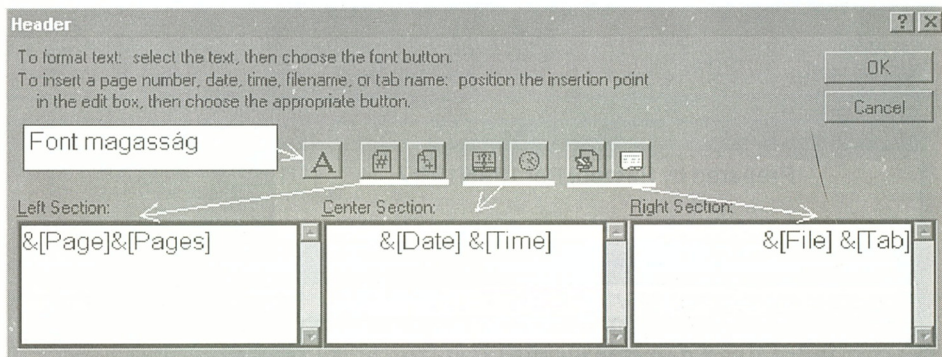 Header
To format text: select the text, then choose the font button.
To insert a page number, date, time, filename, or tab name: position the insertion point
in the edit box, then choose the appropriate button.
OK
Cancel
Font magasság
A
Left Section:
Center Section:
Right Section:
&[Page]&[Pages]
&[Date] &[Time]
&[File] &[Tab]